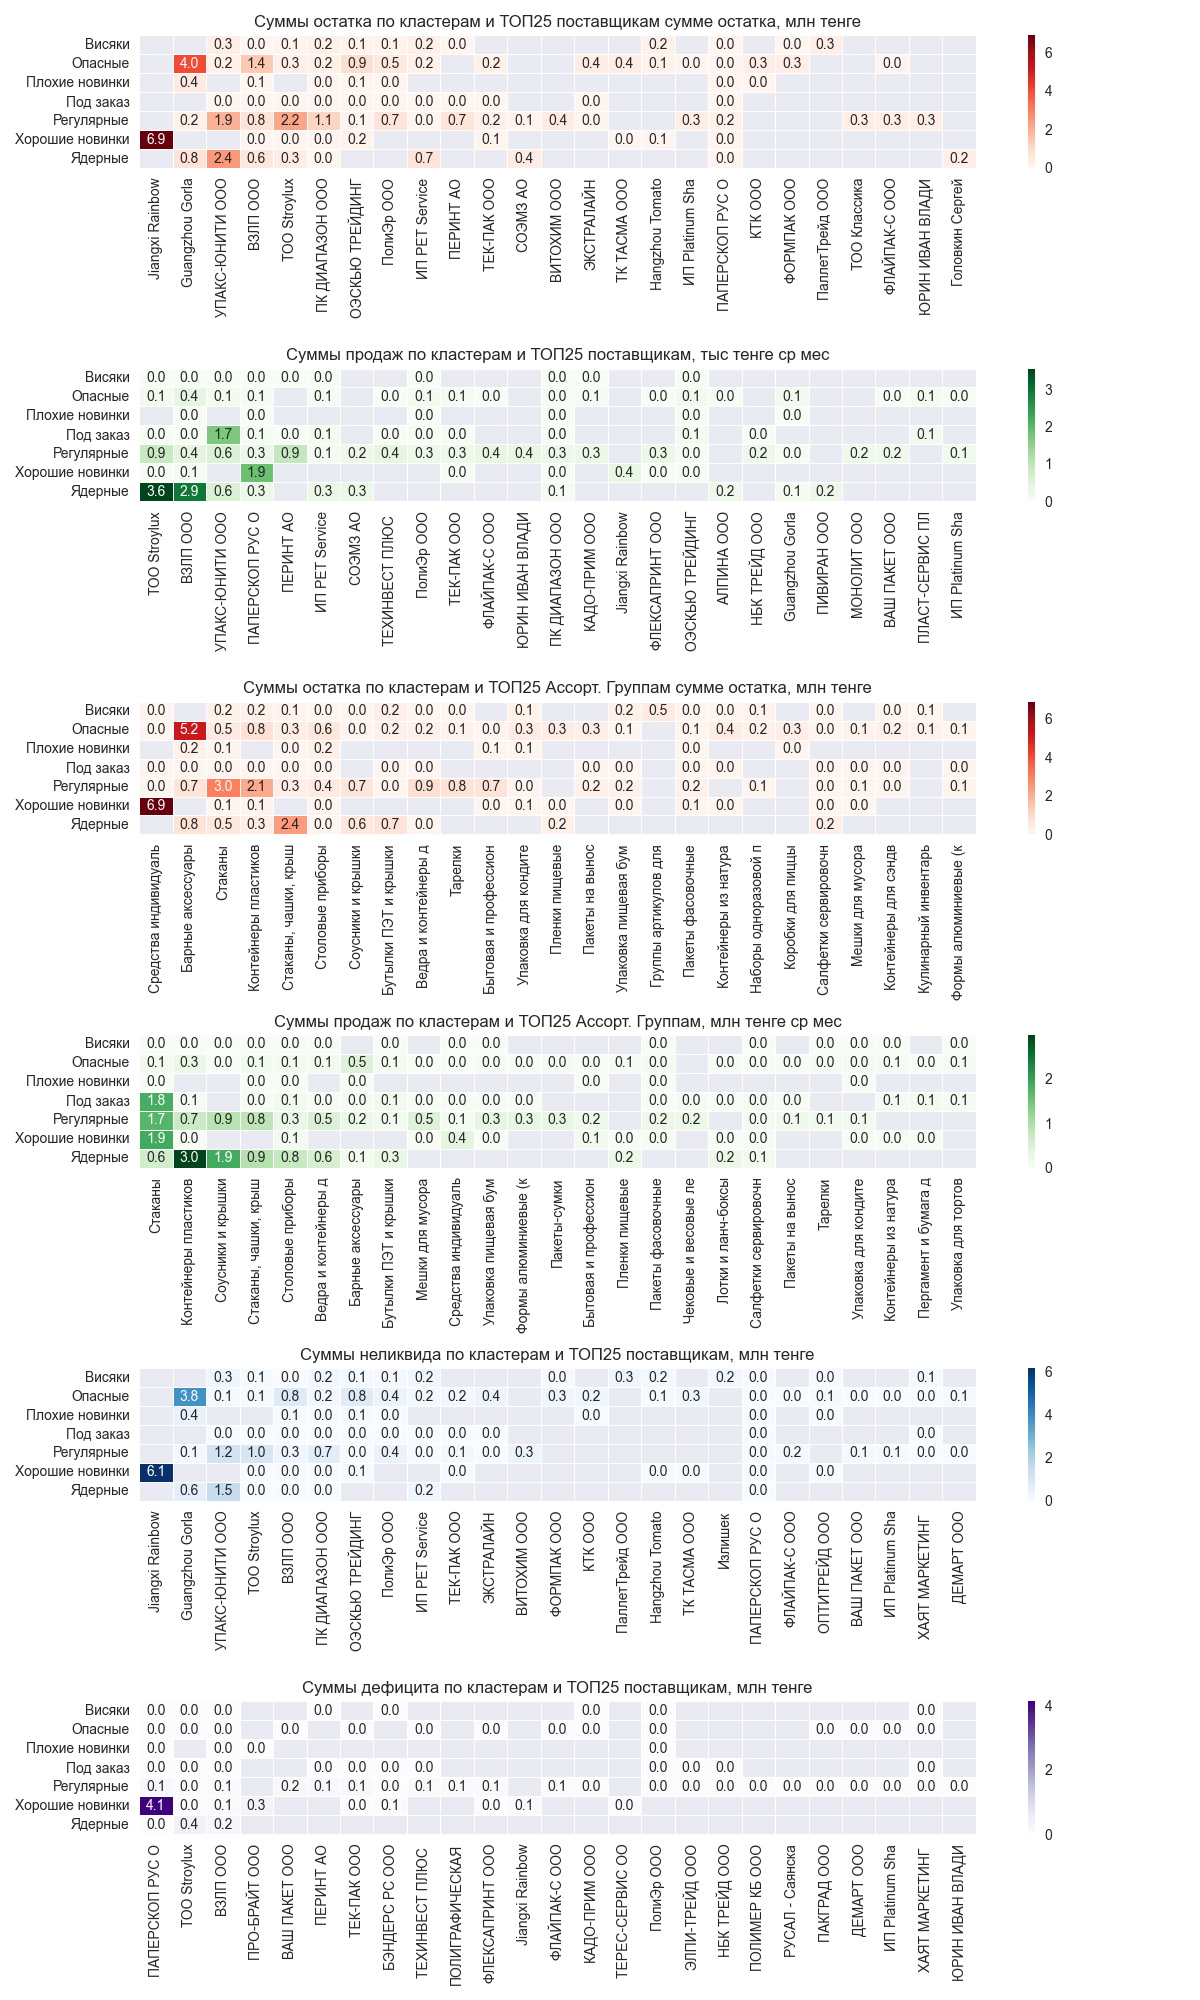 Суммы остатка по кластерам и ТОП25 поставщикам сумме остатка, млн тенге
Висяки 0.3 0.0 0.1 0.2 0.1 0.1 0.2 0.0 0.2 0.0 0.0 0.3
Опасные 4.0 0.2 1.4 0.3 0.2 0.9 0.5 0.2 0.2 0.4 0.4 0.1 0.0 0.0 0.3 0.3 0.0
Плохие новинки 0.4 0.1 0.0 0.1 0.0 0.0 0.0
Под заказ 0.0 0.0 0.0 0.0 0.0 0.0 0.0 0.0 0.0 0.0 0.0
Регулярные 0.2 1.9 0.8 2.2 1.1 0.1 0.7 0.0 0.7 0.2 0.1 0.4 0.0 0.3 0.2 0.3 0.3 0.3
Хорошие новинки 6.9 0.0 0.0 0.0 0.2 0.1 0.0 0.1 0.0
Ядерные 0.8 2.4 0.6 0.3 0.0 0.7 0.4 0.0 0.2
6
4
2
0
Jiangxi Rainbow
Guangzhou Gorla
УПАКС-ЮНИТИ ООО
ВЗЛП ООО
ТОО Stroylux
ПК ДИАПАЗОН ООО
ОЭСКЬЮ ТРЕЙДИНГ
ПолиЭр ООО
ИП PET Service
ПЕРИНТ АО
ТЕК-ПАК ООО
СОЭМЗ АО
ВИТОХИМ ООО
ЭКСТРАЛАЙН
ТК ТАСМА ООО
Hangzhou Tomato
ИП Platinum Sha
ПАПЕРСКОП РУС О
КТК ООО
ФОРМПАК ООО
ПаллетТрейд ООО
ТОО Классика
ФЛАЙПАК-С ООО
ЮРИН ИВАН ВЛАДИ
Головкин Сергей
Суммы продаж по кластерам и ТОП25 поставщикам, тыс тенге ср мес
Висяки 0.0 0.0 0.0 0.0 0.0 0.0 0.0 0.0 0.0 0.0
Опасные 0.1 0.4 0.1 0.1 0.1 0.0 0.1 0.1 0.0 0.0 0.1 0.0 0.1 0.0 0.1 0.0 0.1 0.0
Плохие новинки 0.0 0.0 0.0 0.0 0.0 0.0
Под заказ 0.0 0.0 1.7 0.1 0.0 0.1 0.0 0.0 0.0 0.0 0.1 0.0 0.1
Регулярные 0.9 0.4 0.6 0.3 0.9 0.1 0.2 0.4 0.3 0.3 0.4 0.4 0.3 0.3 0.3 0.0 0.2 0.0 0.2 0.2 0.1
Хорошие новинки 0.0 0.1 1.9 0.0 0.0 0.4 0.0 0.0
Ядерные 3.6 2.9 0.6 0.3 0.3 0.3 0.1 0.2 0.1 0.2
3
2
1
0
ТОО Stroylux
ВЗЛП ООО
УПАКС-ЮНИТИ ООО
ПАПЕРСКОП РУС О
ПЕРИНТ АО
ИП PET Service
СОЭМЗ АО
ТЕХИНВЕСТ ПЛЮС
ПолиЭр ООО
ТЕК-ПАК ООО
ФЛАЙПАК-С ООО
ЮРИН ИВАН ВЛАДИ
ПК ДИАПАЗОН ООО
КАДО-ПРИМ ООО
Jiangxi Rainbow
ФЛЕКСАПРИНТ ООО
ОЭСКЬЮ ТРЕЙДИНГ
АЛПИНА ООО
НБК ТРЕЙД ООО
Guangzhou Gorla
ПИВИРАН ООО
МОНОЛИТ ООО
ВАШ ПАКЕТ ООО
ПЛАСТ-СЕРВИС ПЛ
ИП Platinum Sha
Суммы остатка по кластерам и ТОП25 Ассорт. Группам сумме остатка, млн тенге
Висяки 0.0 0.2 0.2 0.1 0.0 0.0 0.2 0.0 0.0 0.1 0.2 0.5 0.0 0.0 0.1 0.0 0.0 0.1
Опасные 0.0 5.2 0.5 0.8 0.3 0.6 0.0 0.2 0.2 0.1 0.0 0.3 0.3 0.3 0.1 0.1 0.4 0.2 0.3 0.0 0.1 0.2 0.1 0.1
Плохие новинки 0.2 0.1 0.0 0.2 0.1 0.1 0.0 0.0
Под заказ 0.0 0.0 0.0 0.0 0.0 0.0 0.0 0.0 0.0 0.0 0.0 0.0 0.0 0.0 0.0
Регулярные 0.0 0.7 3.0 2.1 0.3 0.4 0.7 0.0 0.9 0.8 0.7 0.0 0.2 0.2 0.2 0.1 0.0 0.1 0.0 0.1
Хорошие новинки 6.9 0.1 0.1 0.0 0.0 0.1 0.0 0.0 0.1 0.0 0.0 0.0
Ядерные 0.8 0.5 0.3 2.4 0.0 0.6 0.7 0.0 0.2 0.2
6
4
2
0
Средства индивидуаль
Барные аксессуары
Стаканы
Контейнеры пластиков
Стаканы, чашки, крыш
Столовые приборы
Соусники и крышки
Бутылки ПЭТ и крышки
Ведра и контейнеры д
Тарелки
Бытовая и профессион
Упаковка для кондите
Пленки пищевые
Пакеты на вынос
Упаковка пищевая бум
Группы артикулов для
Пакеты фасовочные
Контейнеры из натура
Наборы одноразовой п
Коробки для пиццы
Салфетки сервировочн
Мешки для мусора
Контейнеры для сэндв
Кулинарный инвентарь
Формы алюминиевые (к
Суммы продаж по кластерам и ТОП25 Ассорт. Группам, млн тенге ср мес
Висяки 0.0 0.0 0.0 0.0 0.0 0.0 0.0 0.0 0.0 0.0 0.0 0.0 0.0 0.0 0.0
Опасные 0.1 0.3 0.0 0.1 0.1 0.1 0.5 0.1 0.0 0.0 0.0 0.0 0.0 0.0 0.1 0.0 0.0 0.0 0.0 0.0 0.0 0.1 0.0 0.1
Плохие новинки 0.0 0.0 0.0 0.0 0.0 0.0 0.0
Под заказ 1.8 0.1 0.0 0.1 0.0 0.0 0.1 0.0 0.0 0.0 0.0 0.0 0.0 0.0 0.0 0.0 0.1 0.1 0.1
Регулярные 1.7 0.7 0.9 0.8 0.3 0.5 0.2 0.1 0.5 0.1 0.3 0.3 0.3 0.2 0.2 0.2 0.0 0.1 0.1 0.1
Хорошие новинки 1.9 0.0 0.1 0.0 0.4 0.0 0.1 0.0 0.0 0.0 0.0 0.0 0.0 0.0
Ядерные 0.6 3.0 1.9 0.9 0.8 0.6 0.1 0.3 0.2 0.2 0.1
2
1
0
Стаканы
Контейнеры пластиков
Соусники и крышки
Стаканы, чашки, крыш
Столовые приборы
Ведра и контейнеры д
Барные аксессуары
Бутылки ПЭТ и крышки
Мешки для мусора
Средства индивидуаль
Упаковка пищевая бум
Формы алюминиевые (к
Пакеты-сумки
Бытовая и профессион
Пленки пищевые
Пакеты фасовочные
Чековые и весовые ле
Лотки и ланч-боксы
Салфетки сервировочн
Пакеты на вынос
Тарелки
Упаковка для кондите
Контейнеры из натура
Пергамент и бумага д
Упаковка для тортов
Суммы неликвида по кластерам и ТОП25 поставщикам, млн тенге
Висяки 0.3 0.1 0.0 0.2 0.1 0.1 0.2 0.0 0.3 0.2 0.2 0.0 0.0 0.1
Опасные 3.8 0.1 0.1 0.8 0.2 0.8 0.4 0.2 0.2 0.4 0.3 0.2 0.1 0.3 0.0 0.0 0.1 0.0 0.0 0.0 0.1
Плохие новинки 0.4 0.1 0.0 0.1 0.0 0.0 0.0 0.0
Под заказ 0.0 0.0 0.0 0.0 0.0 0.0 0.0 0.0 0.0 0.0 0.0
Регулярные 0.1 1.2 1.0 0.3 0.7 0.0 0.4 0.0 0.1 0.0 0.3 0.0 0.2 0.1 0.1 0.0 0.0
Хорошие новинки 6.1 0.0 0.0 0.0 0.1 0.0 0.0 0.0 0.0 0.0
Ядерные 0.6 1.5 0.0 0.0 0.0 0.2 0.0
6
4
2
0
Jiangxi Rainbow
Guangzhou Gorla
УПАКС-ЮНИТИ ООО
ТОО Stroylux
ВЗЛП ООО
ПК ДИАПАЗОН ООО
ОЭСКЬЮ ТРЕЙДИНГ
ПолиЭр ООО
ИП PET Service
ТЕК-ПАК ООО
ЭКСТРАЛАЙН
ВИТОХИМ ООО
ФОРМПАК ООО
КТК ООО
ПаллетТрейд ООО
Hangzhou Tomato
ТК ТАСМА ООО
Излишек
ПАПЕРСКОП РУС О
ФЛАЙПАК-С ООО
ОПТИТРЕЙД ООО
ВАШ ПАКЕТ ООО
ИП Platinum Sha
ХАЯТ МАРКЕТИНГ
ДЕМАРТ ООО
Суммы дефицита по кластерам и ТОП25 поставщикам, млн тенге
Висяки 0.0 0.0 0.0 0.0 0.0 0.0 0.0 0.0
Опасные 0.0 0.0 0.0 0.0 0.0 0.0 0.0 0.0 0.0 0.0 0.0 0.0 0.0 0.0
Плохие новинки 0.0 0.0 0.0 0.0
Под заказ 0.0 0.0 0.0 0.0 0.0 0.0 0.0 0.0 0.0 0.0 0.0
Регулярные 0.1 0.0 0.1 0.2 0.1 0.1 0.0 0.1 0.1 0.1 0.1 0.0 0.0 0.0 0.0 0.0 0.0 0.0 0.0 0.0 0.0 0.0
Хорошие новинки 4.1 0.0 0.1 0.3 0.0 0.1 0.0 0.1 0.0
Ядерные 0.0 0.4 0.2
4
3
2
1
0
ПАПЕРСКОП РУС О
ТОО Stroylux
ВЗЛП ООО
ПРО-БРАЙТ ООО
ВАШ ПАКЕТ ООО
ПЕРИНТ АО
ТЕК-ПАК ООО
БЭНДЕРС РС ООО
ТЕХИНВЕСТ ПЛЮС
ПОЛИГРАФИЧЕСКАЯ
ФЛЕКСАПРИНТ ООО
Jiangxi Rainbow
ФЛАЙПАК-С ООО
КАДО-ПРИМ ООО
ТЕРЕС-СЕРВИС ОО
ПолиЭр ООО
ЭЛПИ-ТРЕЙД ООО
НБК ТРЕЙД ООО
ПОЛИМЕР КБ ООО
РУСАЛ - Саянска
ПАКГРАД ООО
ДЕМАРТ ООО
ИП Platinum Sha
ХАЯТ МАРКЕТИНГ
ЮРИН ИВАН ВЛАДИ